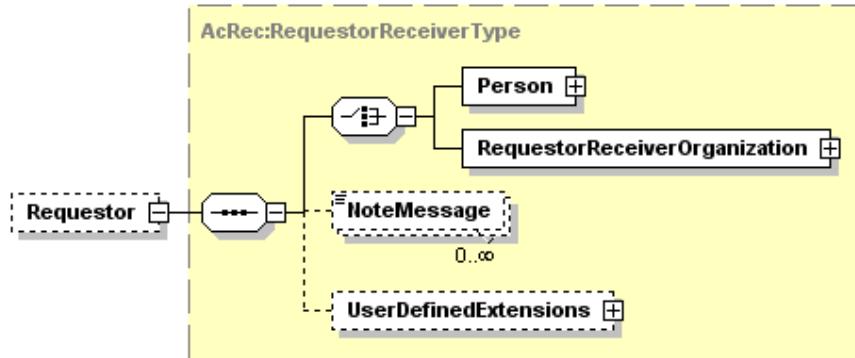 AcRec:RequestorReceiverType
Person
RequestorReceiverOrganization
Requestor
NoteMessage
0..∞
UserDefinedExtensions